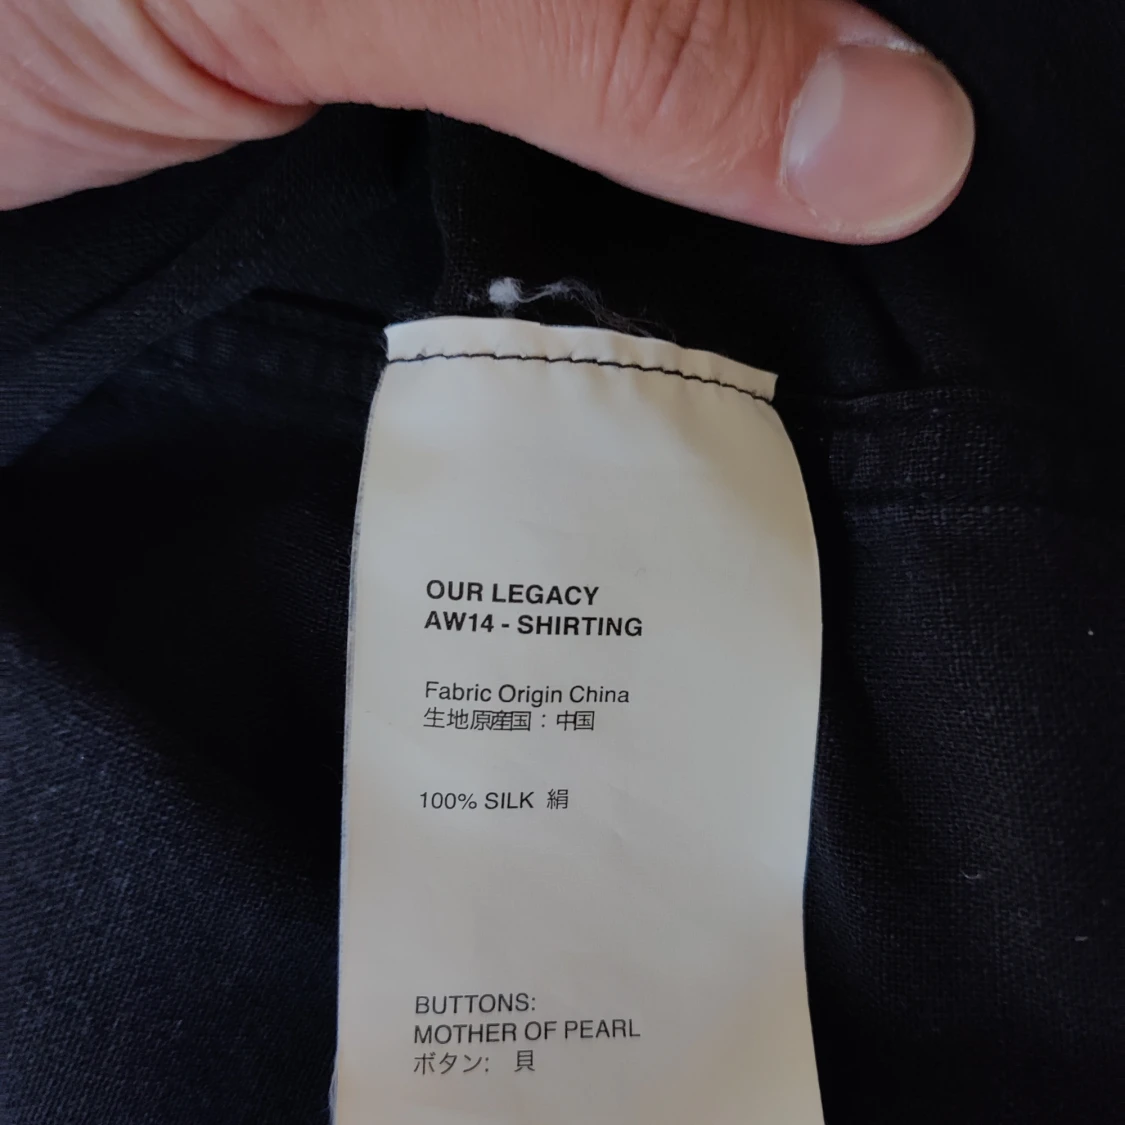 OUR LEGACY
AW14 - SHIRTING
Fabric Origin China
生地原産国：中国
100% SILK 絹
BUTTONS:
MOTHER OF PEARL
ボタン: 貝